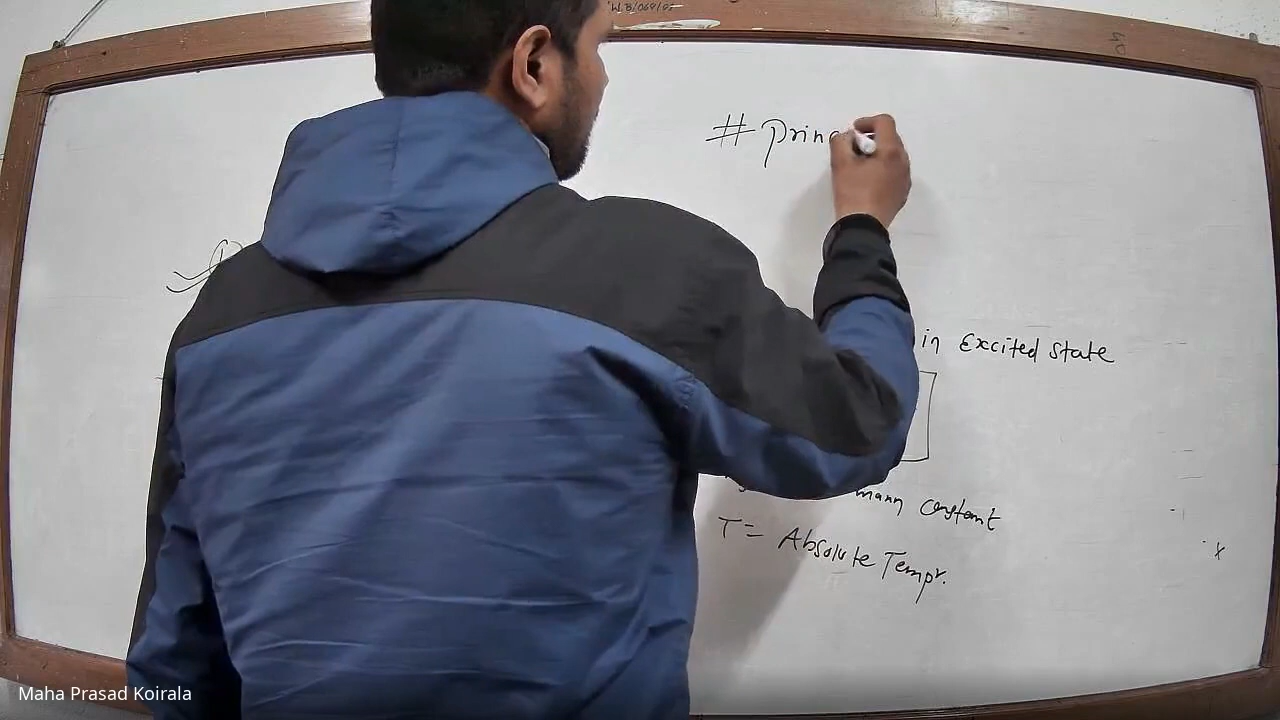 # princ
in Excited state
mann constant
T = Absolute Tempr.
Maha Prasad Koirala